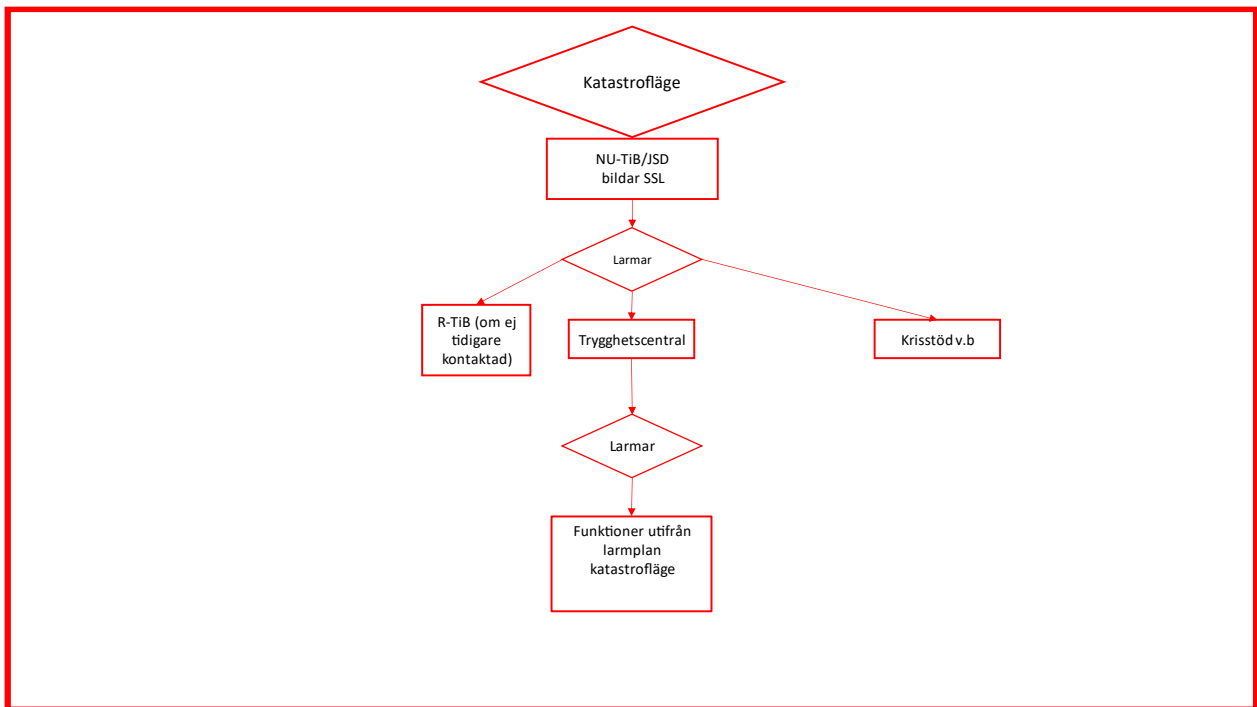 Katastrofläge
NU-TiB/JSD
bildar SSL
Larmar
R-TiB (om ej
tidigare
kontaktad)
Trygghetscentral
Krisstöd v.b
Larmar
Funktioner utifrån
larmplan
katastrofläge